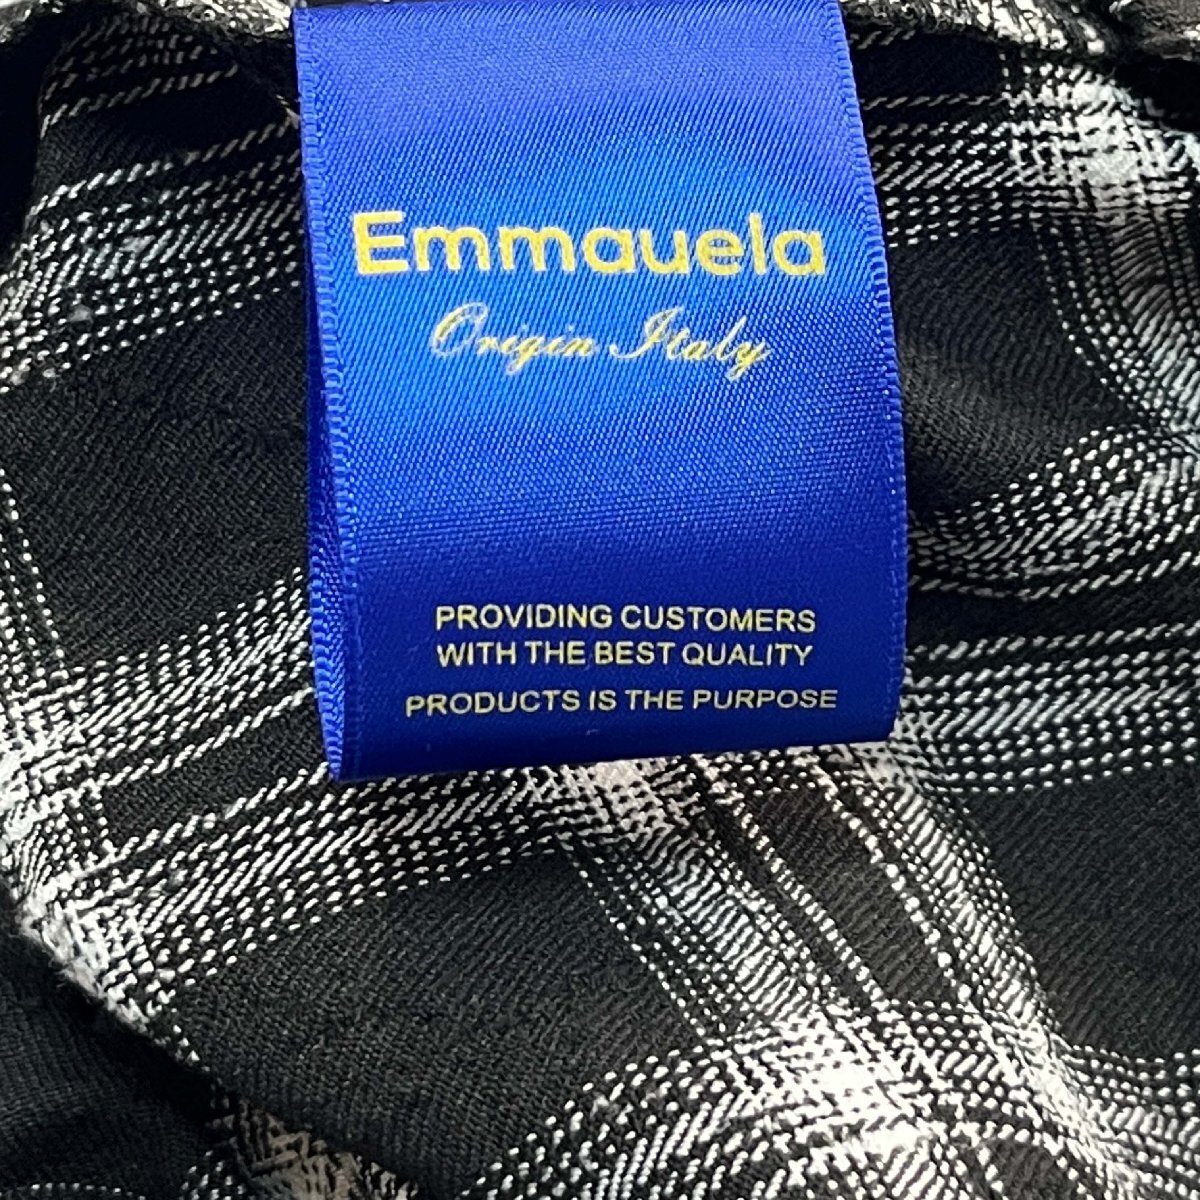 Emmauela
Origin Italy
PROVIDING CUSTOMERS
WITH THE BEST QUALITY
PRODUCTS IS THE PURPOSE